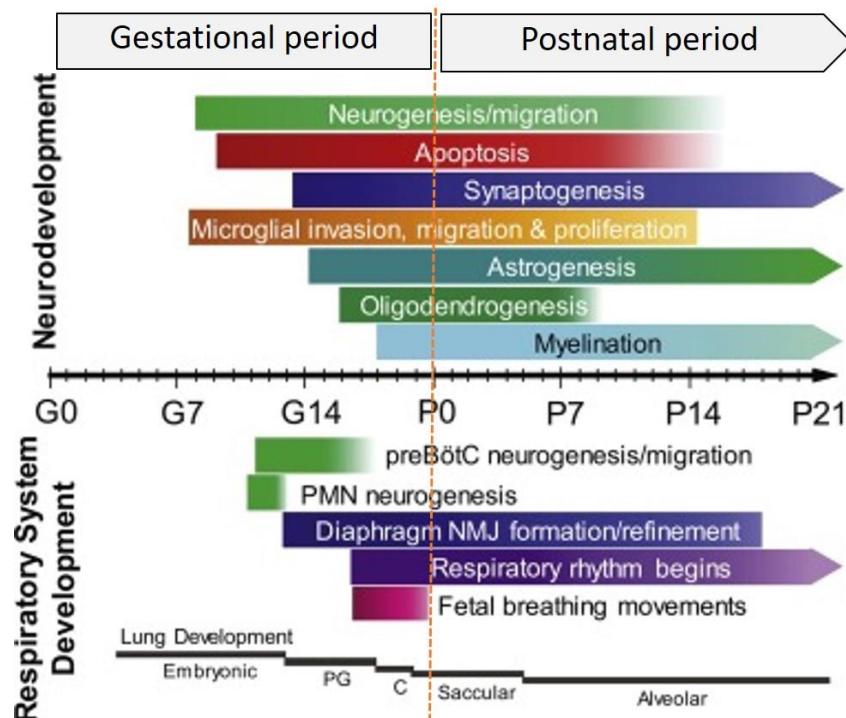 Gestational period
Postnatal period
Neurodevelopment
Neurogenesis/migration
Apoptosis
Synaptogenesis
Microglial invasion, migration & proliferation
Astrogenesis
Oligodendrogenesis
Myelination
G0 G7 G14 P0 P7 P14 P21
Respiratory System
Development
preBötC neurogenesis/migration
PMN neurogenesis
Diaphragm NMJ formation/refinement
Respiratory rhythm begins
Fetal breathing movements
Lung Development
Embryonic
PG
C
Saccular
Alveolar